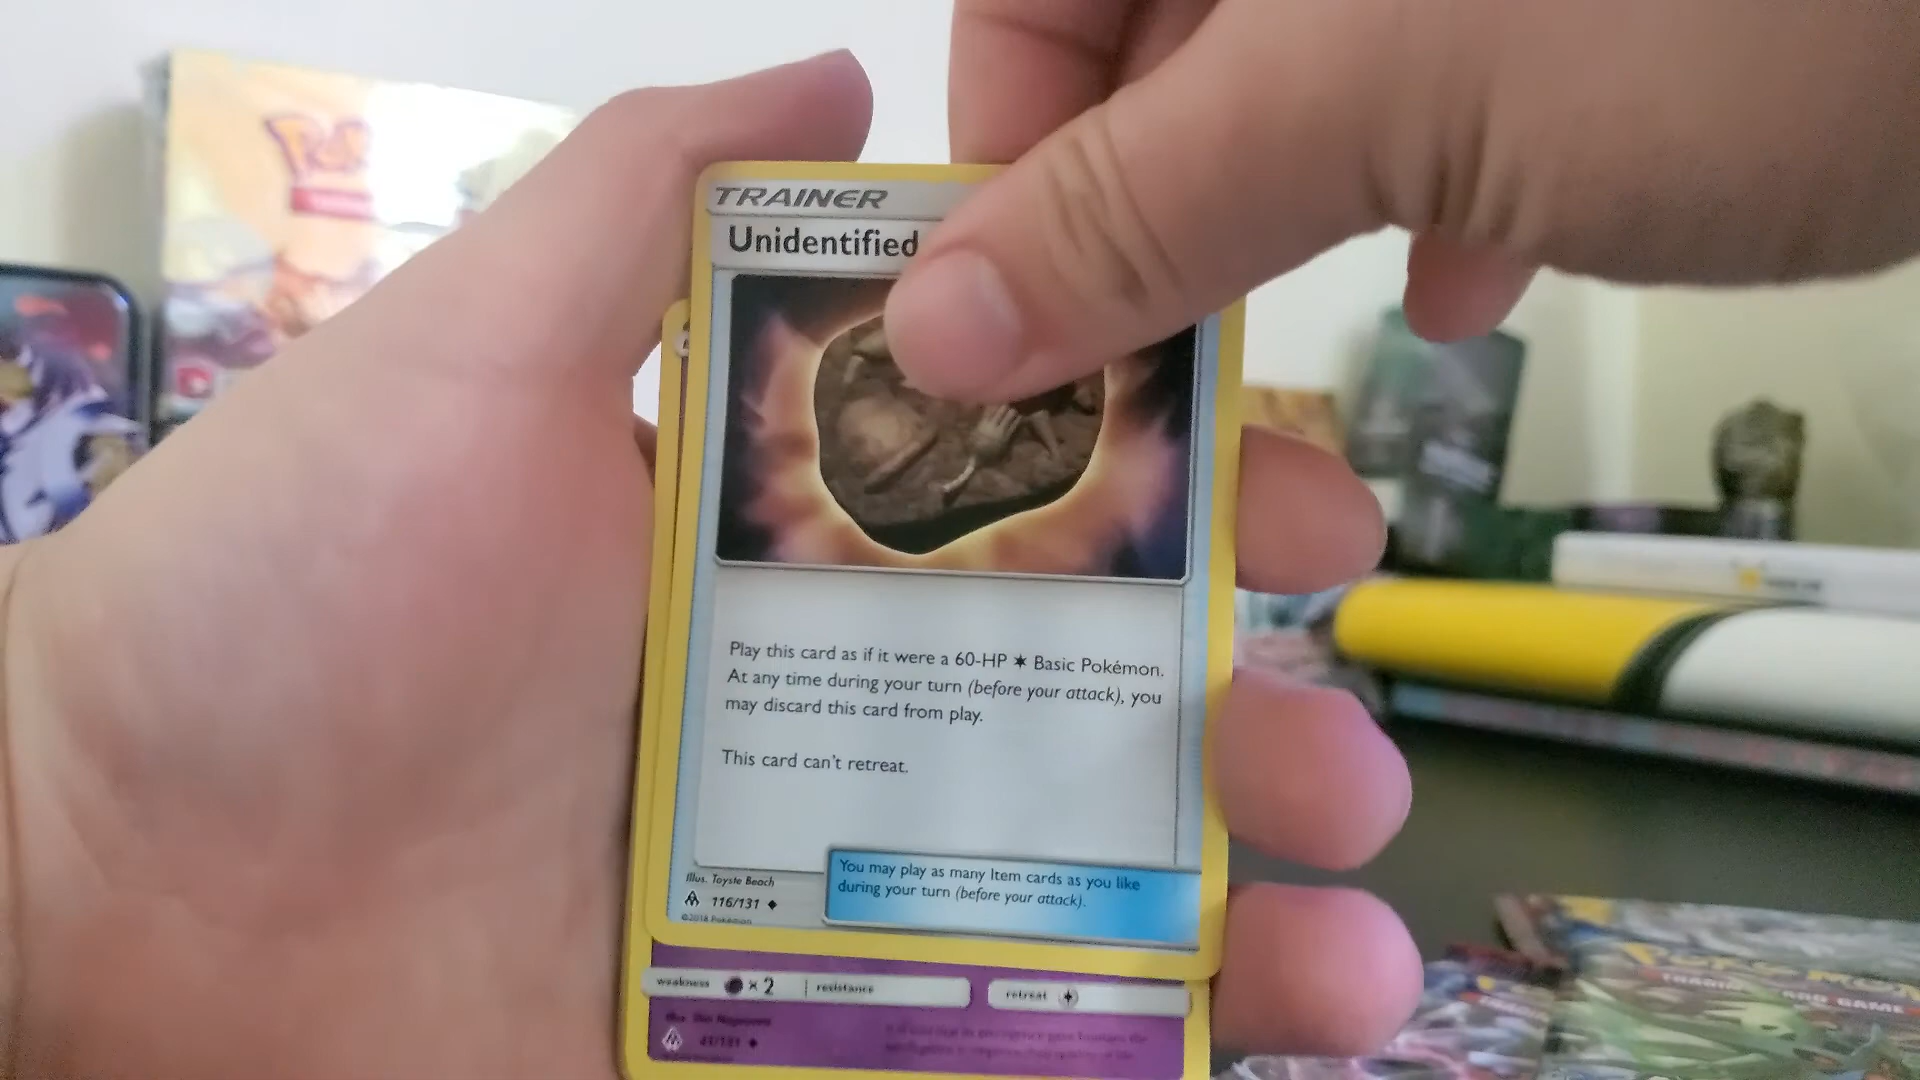 TRAINER
Unidentified
Play this card as if it were a 60-HP ✶ Basic Pokémon.
At any time during your turn (before your attack), you
may discard this card from play.
This card can't retreat.
You may play as many Item cards as you like
during your turn (before your attack).
Illus. Toyste Beach
116/131 ◆
©2018 Pokémon
weakness × 2 resistance retreat